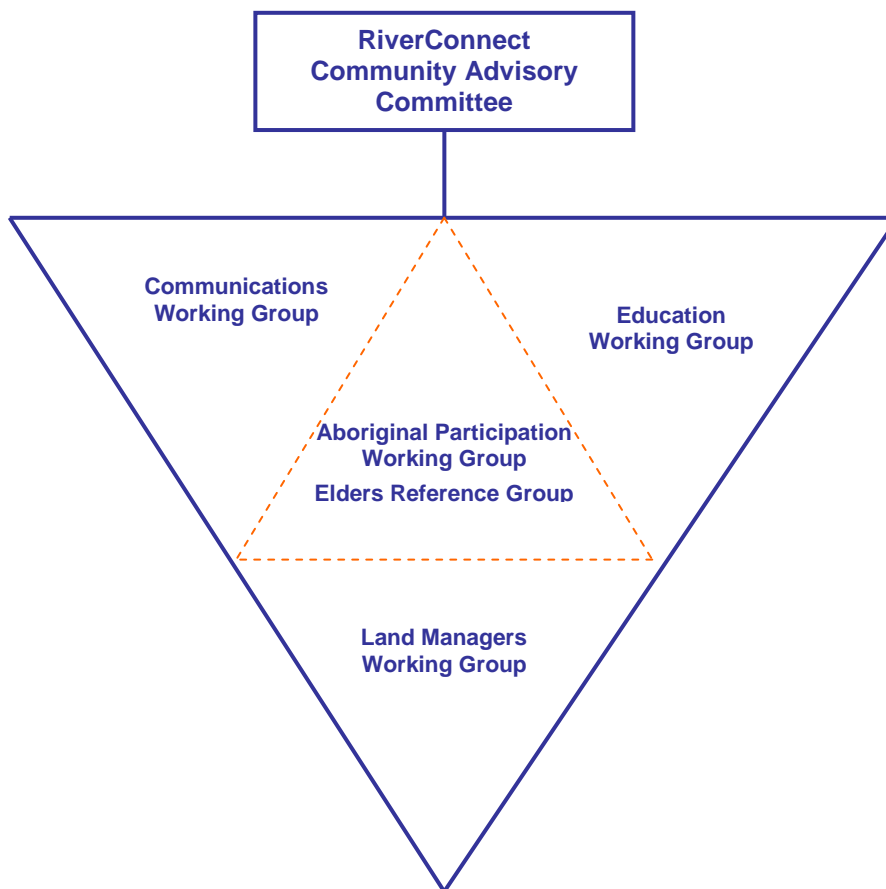 RiverConnect
Community Advisory
Committee
Communications
Working Group
Education
Working Group
Aboriginal Participation
Working Group
Elders Reference Group
Land Managers
Working Group